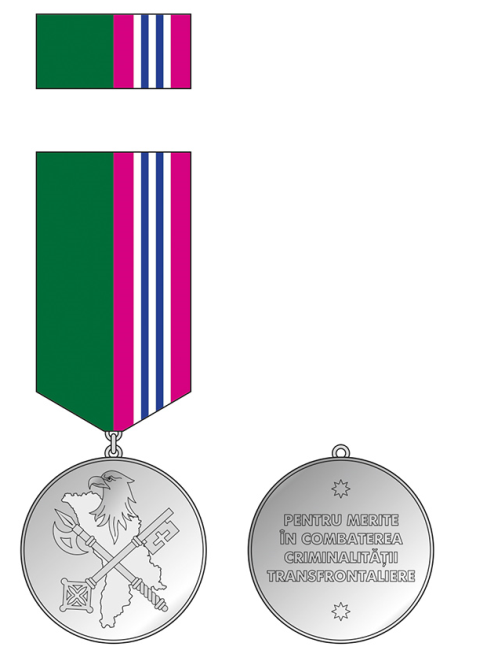 PENTRU MERITE
ÎN COMBATEREA
CRIMINALITĂȚII
TRANSFRONTALIERE